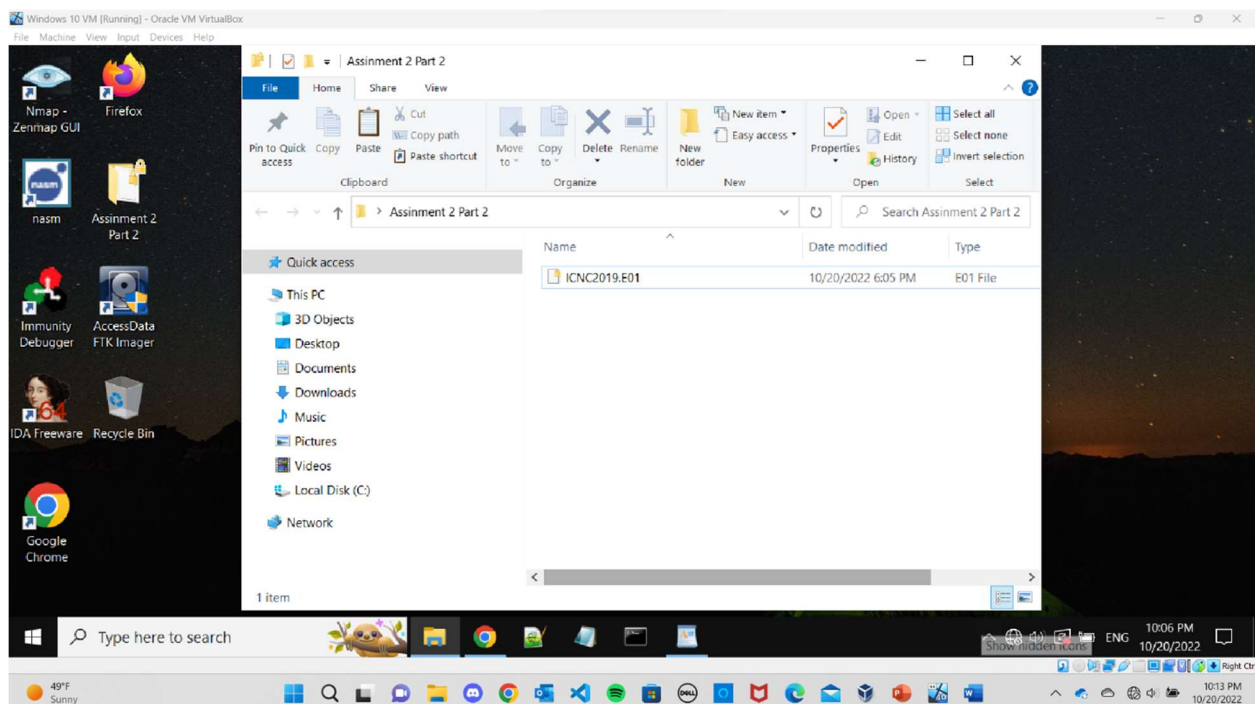 Windows 10 VM [Running] - Oracle VM VirtualBox
File Machine View Input Devices Help
Nmap -
Zenmap GUI
Firefox
nasm
nasm
Assinment 2
Part 2
Immunity
Debugger
AccessData
FTK Imager
64
IDA Freeware
Recycle Bin
Google
Chrome
Assinment 2 Part 2
File Home Share View
Pin to Quick
access
Copy
Paste
Cut
Copy path
Paste shortcut
Clipboard
Move
to
Copy
to
Delete
Rename
Organize
New
folder
New item
Easy access
New
Properties
Open
Edit
History
Open
Select all
Select none
Invert selection
Select
Assinment 2 Part 2
Search Assinment 2 Part 2
Quick access
This PC
3D Objects
Desktop
Documents
Downloads
Music
Pictures
Videos
Local Disk (C:)
Network
Name Date modified Type
ICNC2019.E01 10/20/2022 6:05 PM E01 File
1 item
Type here to search
Show hidden icons
ENG
10:06 PM
10/20/2022
Right Ctr
49°F
Sunny
DELL
10:13 PM
10/20/2022